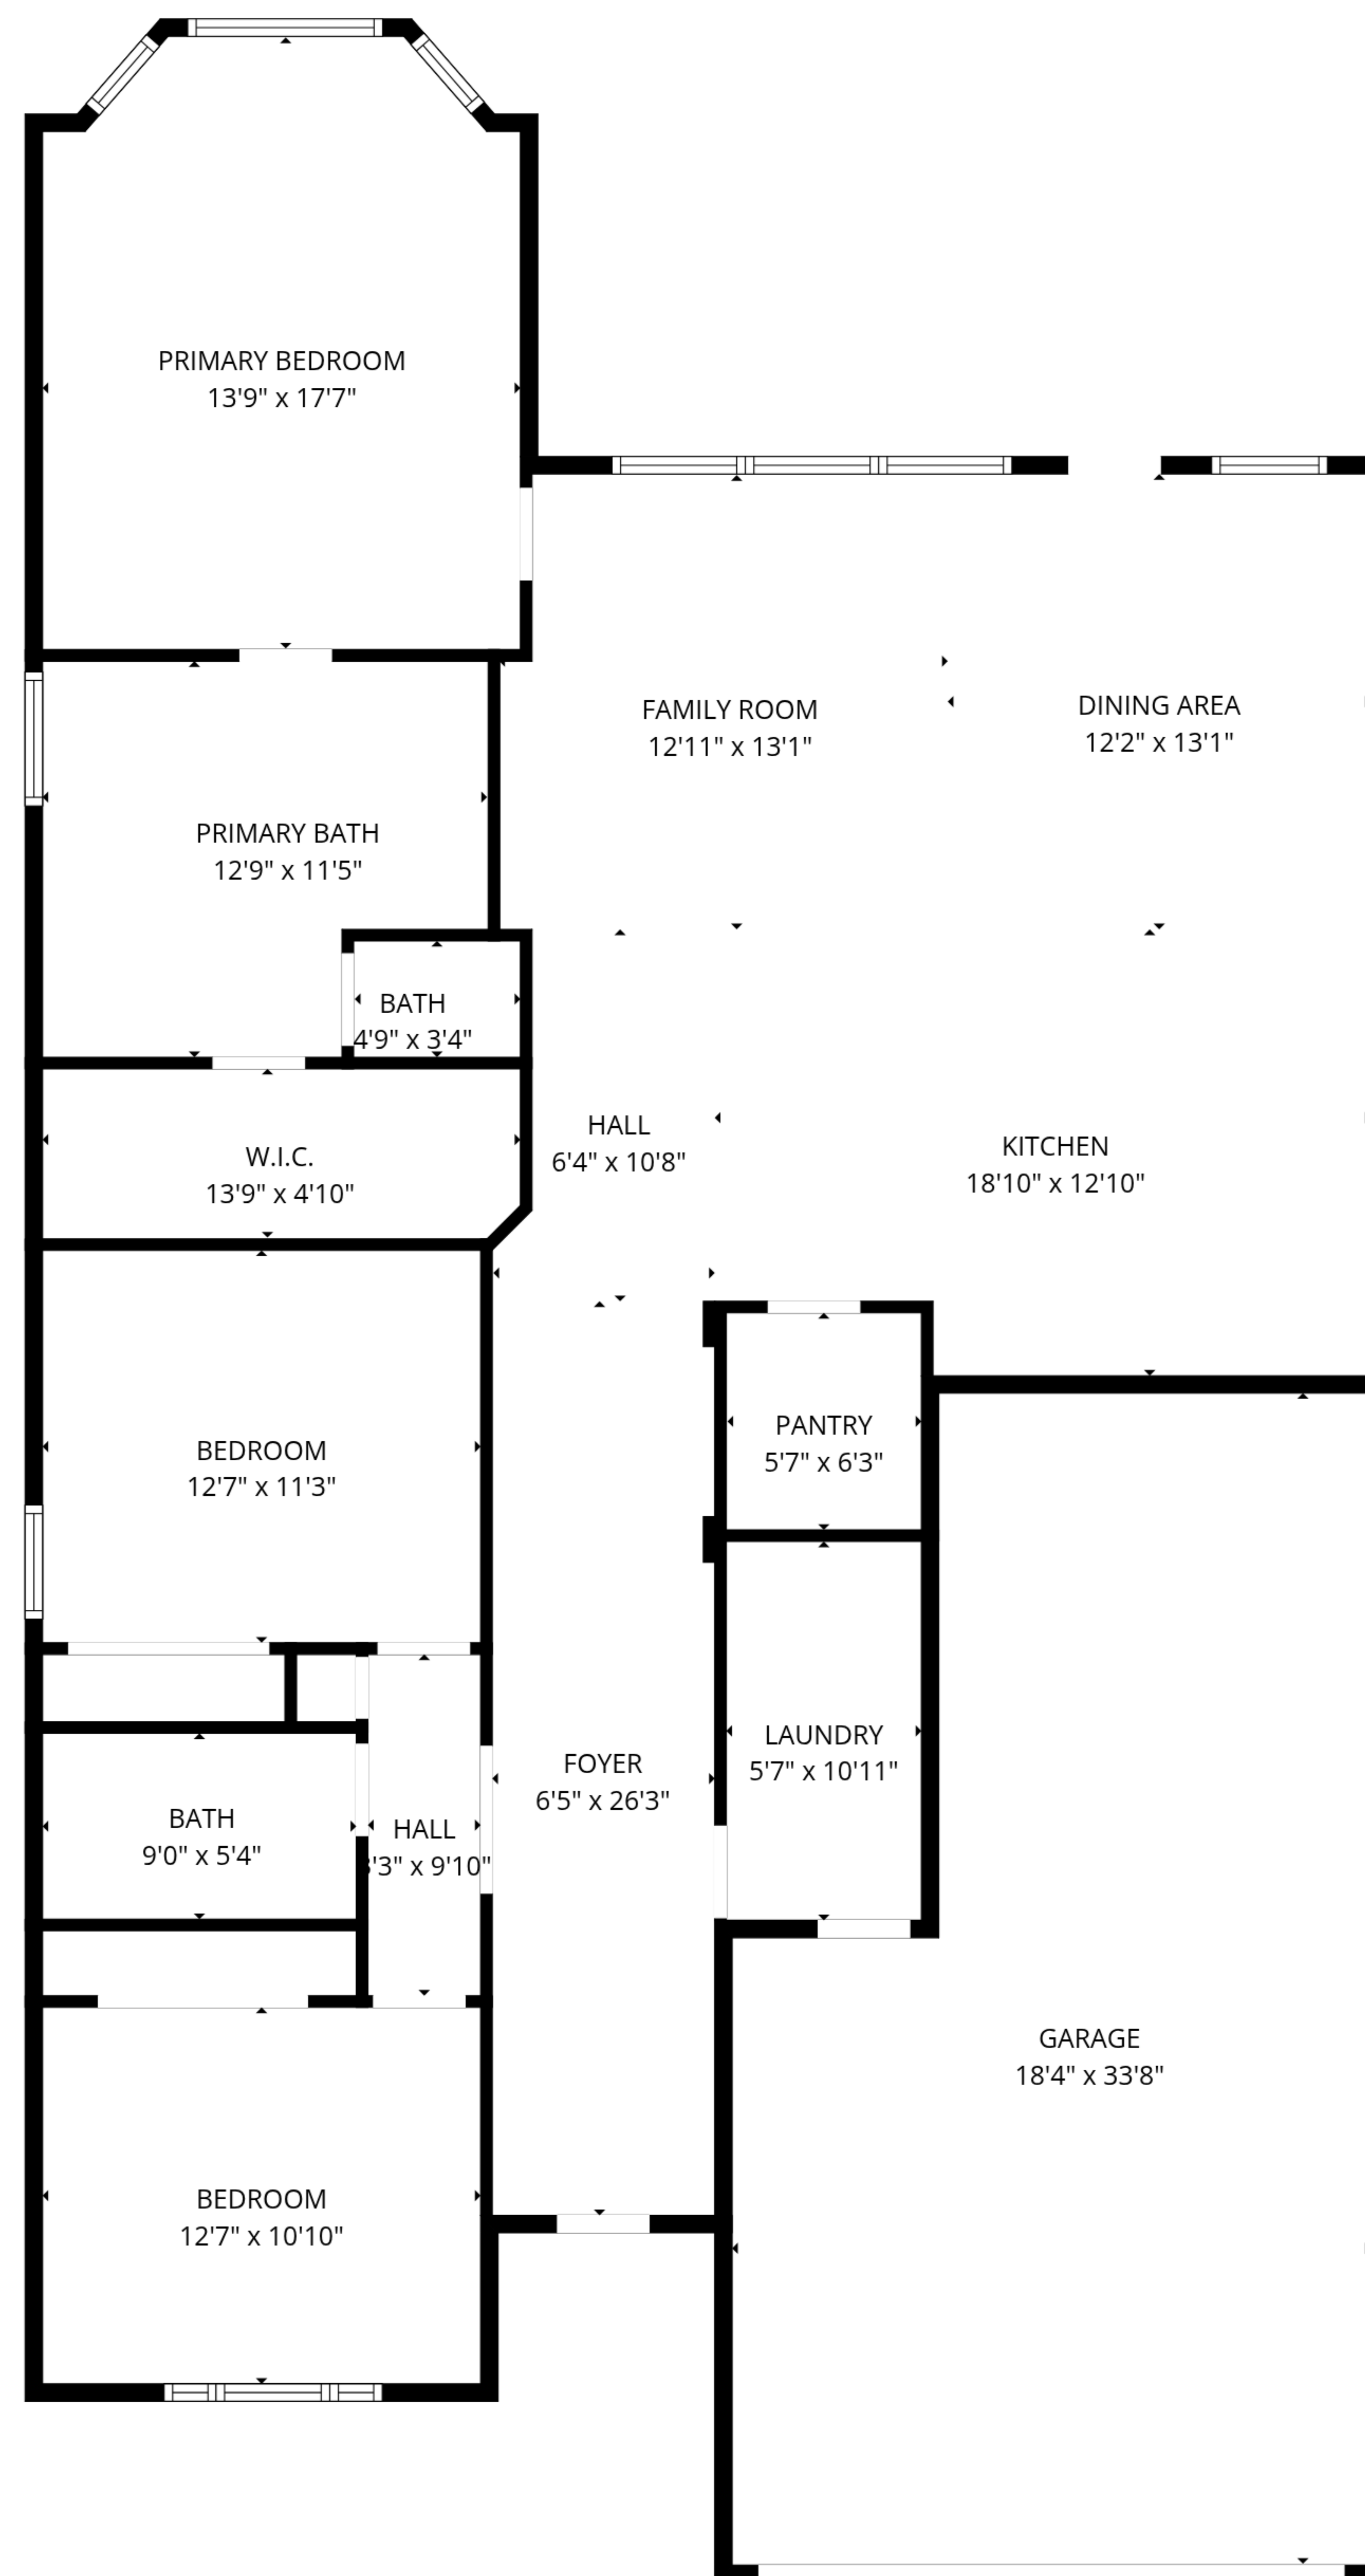 PRIMARY BEDROOM
13'9" x 17'7"
FAMILY ROOM
12'11" x 13'1"
DINING AREA
12'2" x 13'1"
PRIMARY BATH
12'9" x 11'5"
BATH
4'9" x 3'4"
HALL
6'4" x 10'8"
KITCHEN
18'10" x 12'10"
W.I.C.
13'9" x 4'10"
BEDROOM
12'7" x 11'3"
PANTRY
5'7" x 6'3"
LAUNDRY
5'7" x 10'11"
FOYER
6'5" x 26'3"
BATH
9'0" x 5'4"
HALL
x 9'10"
GARAGE
18'4" x 33'8"
BEDROOM
12'7" x 10'10"